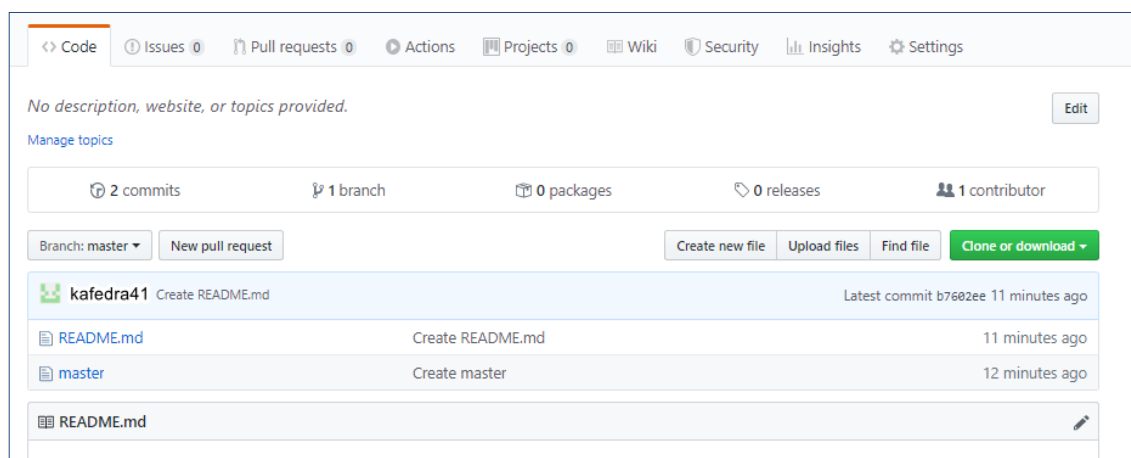 Code Issues 0 Pull requests 0 Actions Projects 0 Wiki Security Insights Settings
No description, website, or topics provided. Edit
Manage topics
2 commits 1 branch 0 packages 0 releases 1 contributor
Branch: master New pull request Create new file Upload files Find file Clone or download
kafedra41 Create README.md Latest commit b7602ee 11 minutes ago
README.md Create README.md 11 minutes ago
master Create master 12 minutes ago
README.md